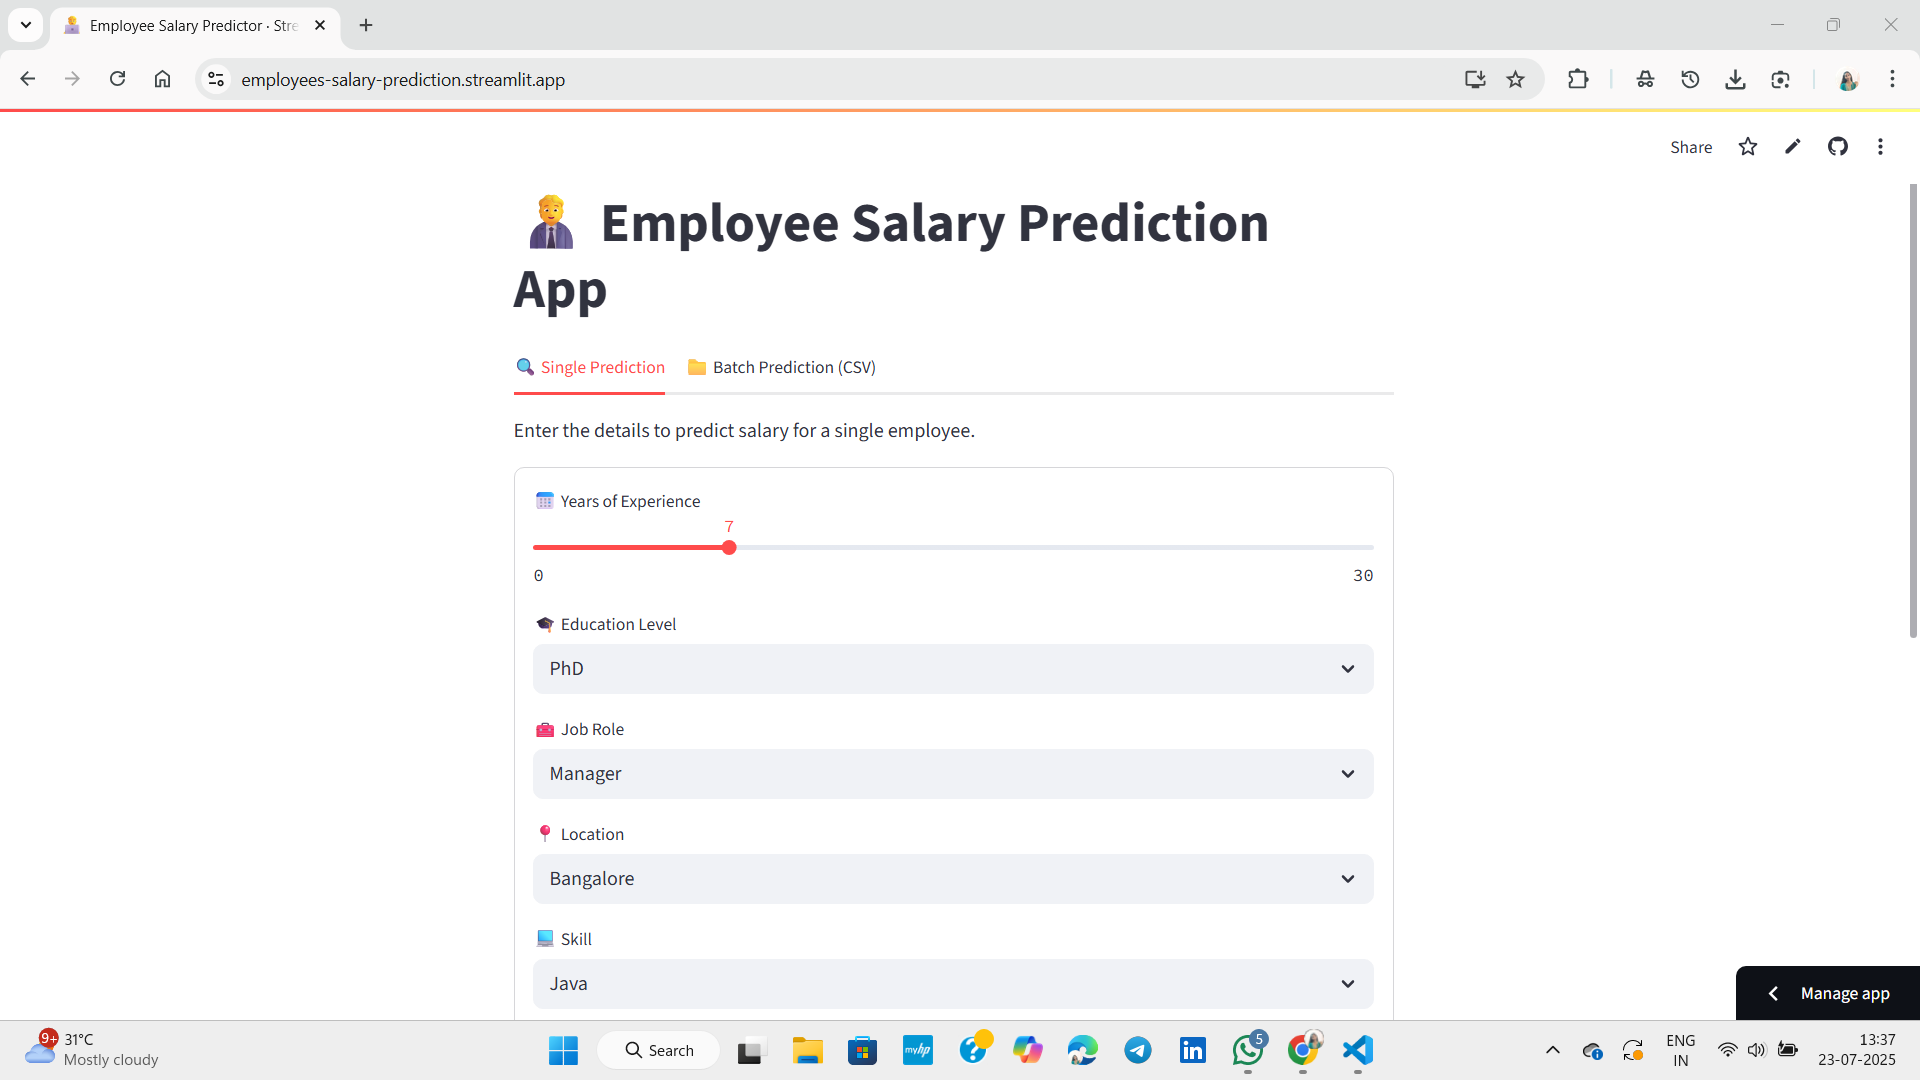 Employee Salary Predictor · Stre
employees-salary-prediction.streamlit.app
Share
Employee Salary Prediction
App
Single Prediction
Batch Prediction (CSV)
Enter the details to predict salary for a single employee.
Years of Experience
7
0
30
Education Level
PhD
Job Role
Manager
Location
Bangalore
Skill
Java
Manage app
9+
31°C
Mostly cloudy
Search
myhp
5
ENG
IN
13:37
23-07-2025